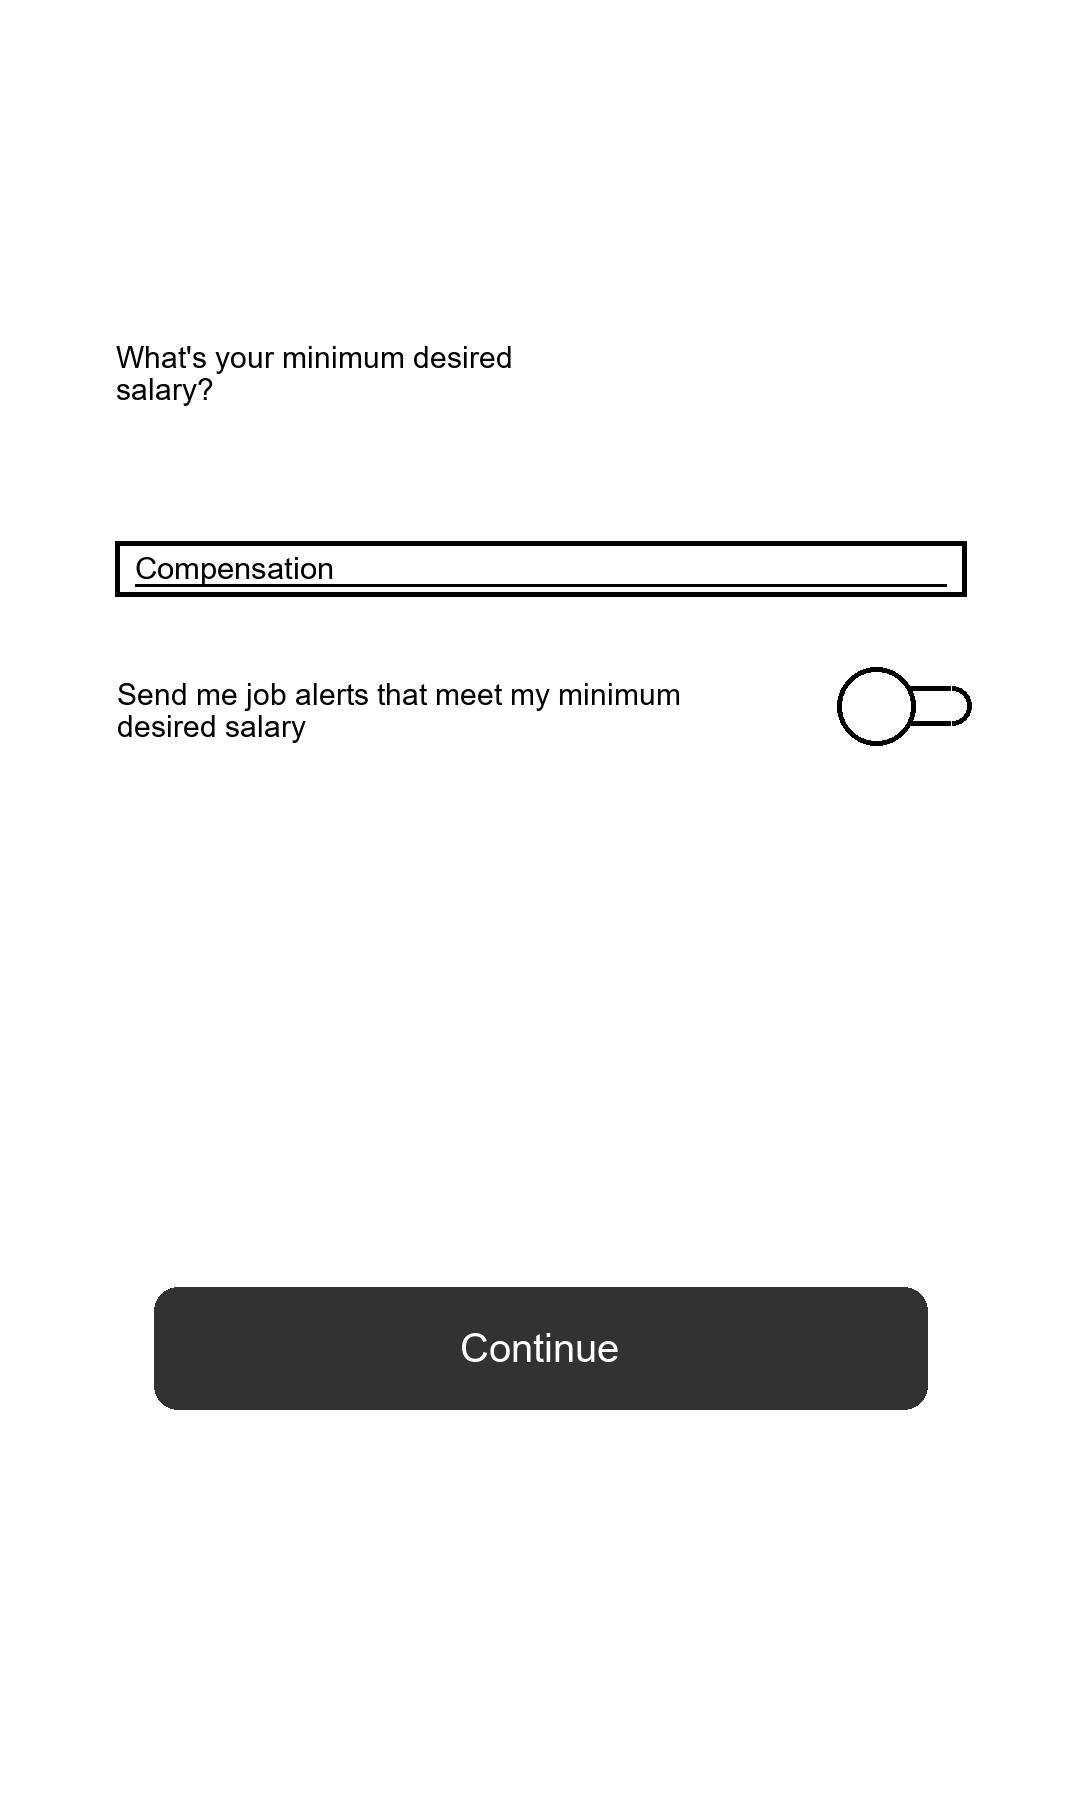 What's your minimum desired
salary?
Compensation
Send me job alerts that meet my minimum
desired salary
Continue